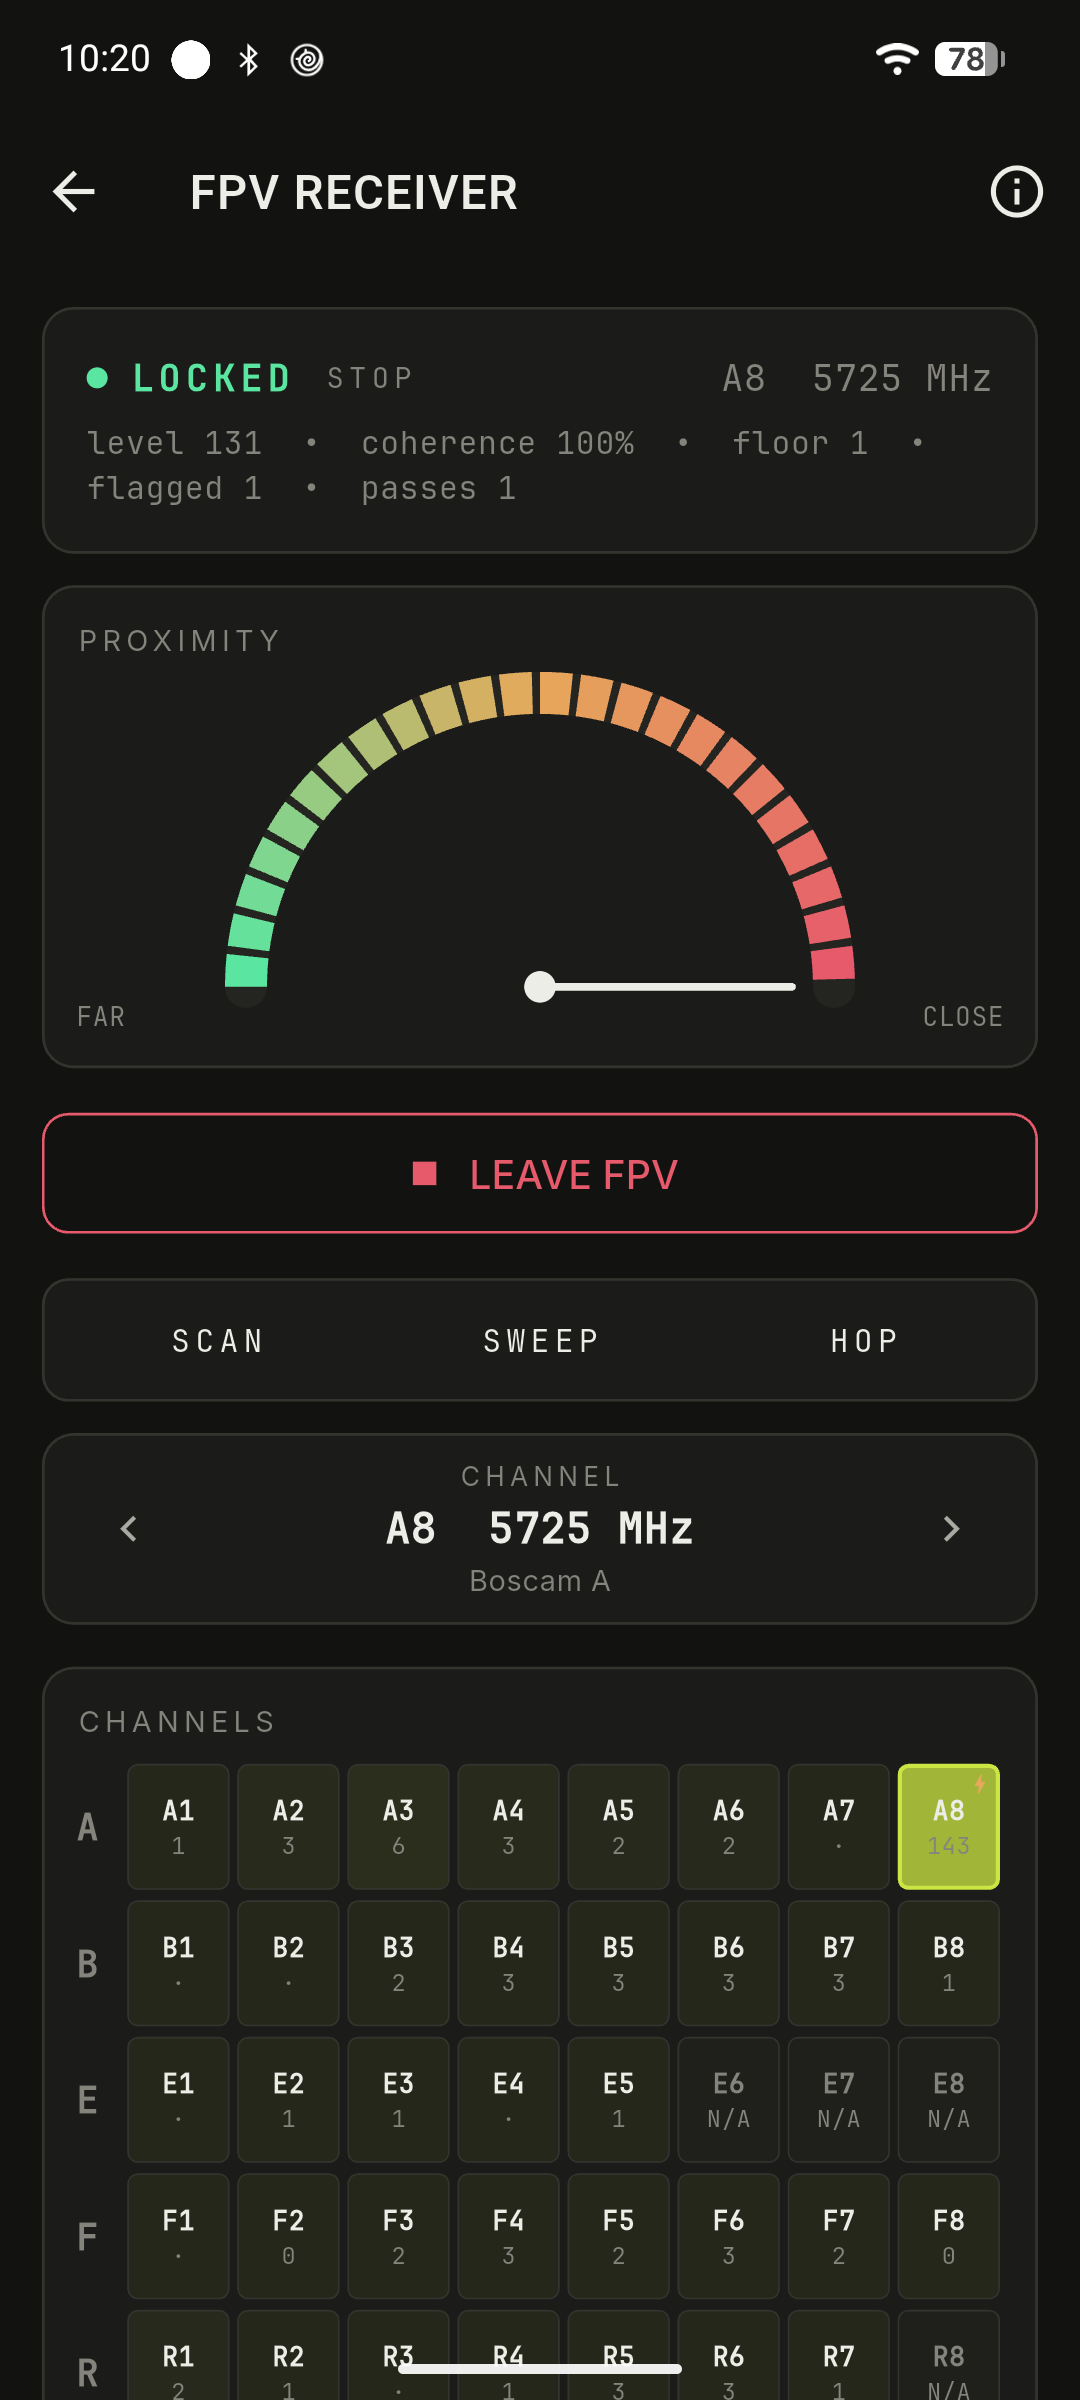 10:20
78
FPV RECEIVER
LOCKED STOP A8 5725 MHz
level 131 • coherence 100% • floor 1 •
flagged 1 • passes 1
PROXIMITY
FAR CLOSE
LEAVE FPV
SCAN SWEEP HOP
CHANNEL
A8 5725 MHz
Boscam A
CHANNELS
A A1 A2 A3 A4 A5 A6 A7 A8
1 3 6 3 2 2 · 143
B B1 B2 B3 B4 B5 B6 B7 B8
· · 2 3 3 3 3 1
E E1 E2 E3 E4 E5 E6 E7 E8
· 1 1 · 1 N/A N/A N/A
F F1 F2 F3 F4 F5 F6 F7 F8
· 0 2 3 2 3 2 0
R R1 R2 R3 R4 R5 R6 R7 R8
2 1 · 1 3 3 1 N/A